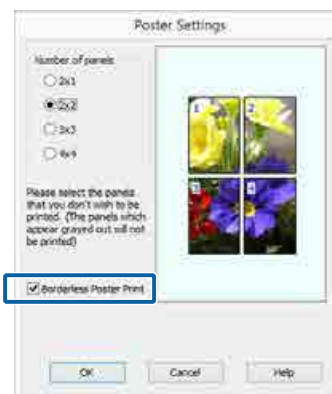 Poster Settings
Number of panels
2x1
2x2
3x3
4x4
1
2
3
4
Please select the panels
that you don't wish to be
printed. (The panels which
appear grayed out will not
be printed)
Borderless Poster Print
OK
Cancel
Help